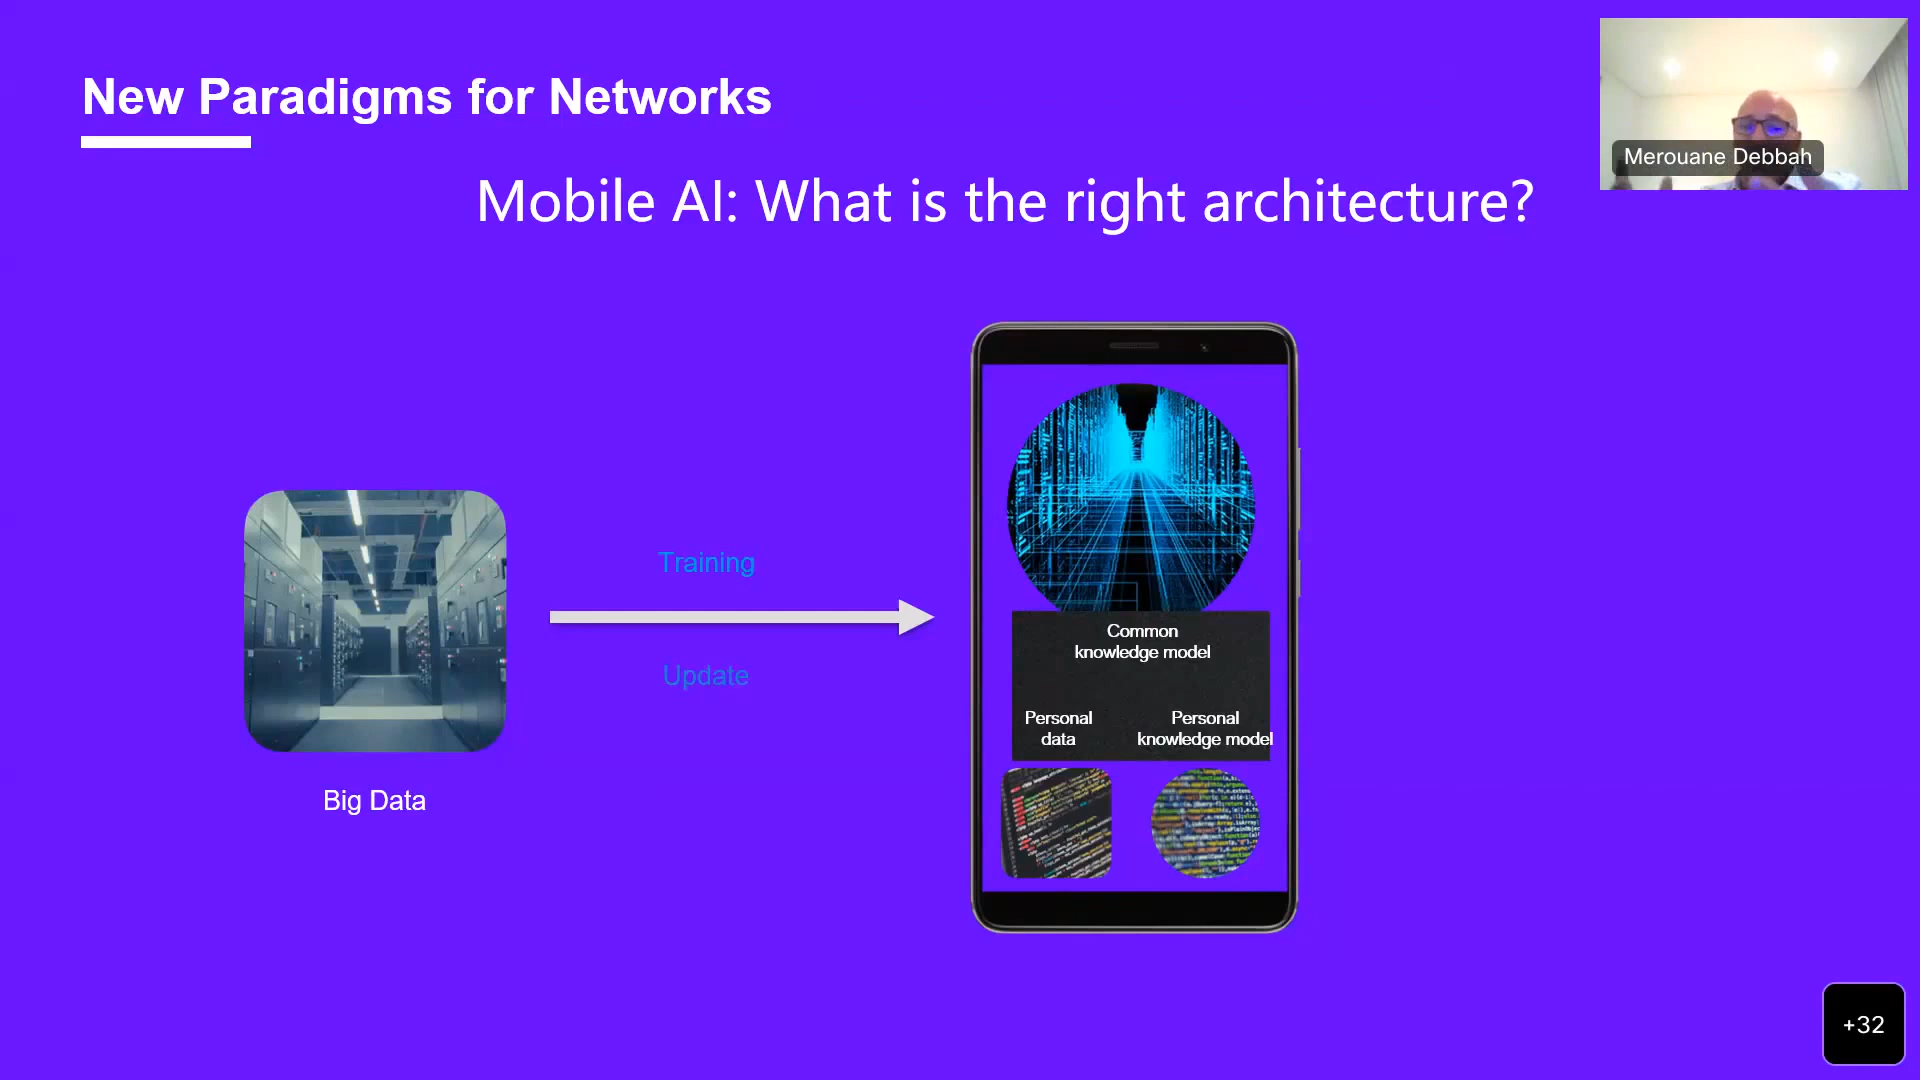 New Paradigms for Networks
Merouane Debbah
Mobile AI: What is the right architecture?
Training
Update
Big Data
Common
knowledge model
Personal
data
Personal
knowledge model
+32